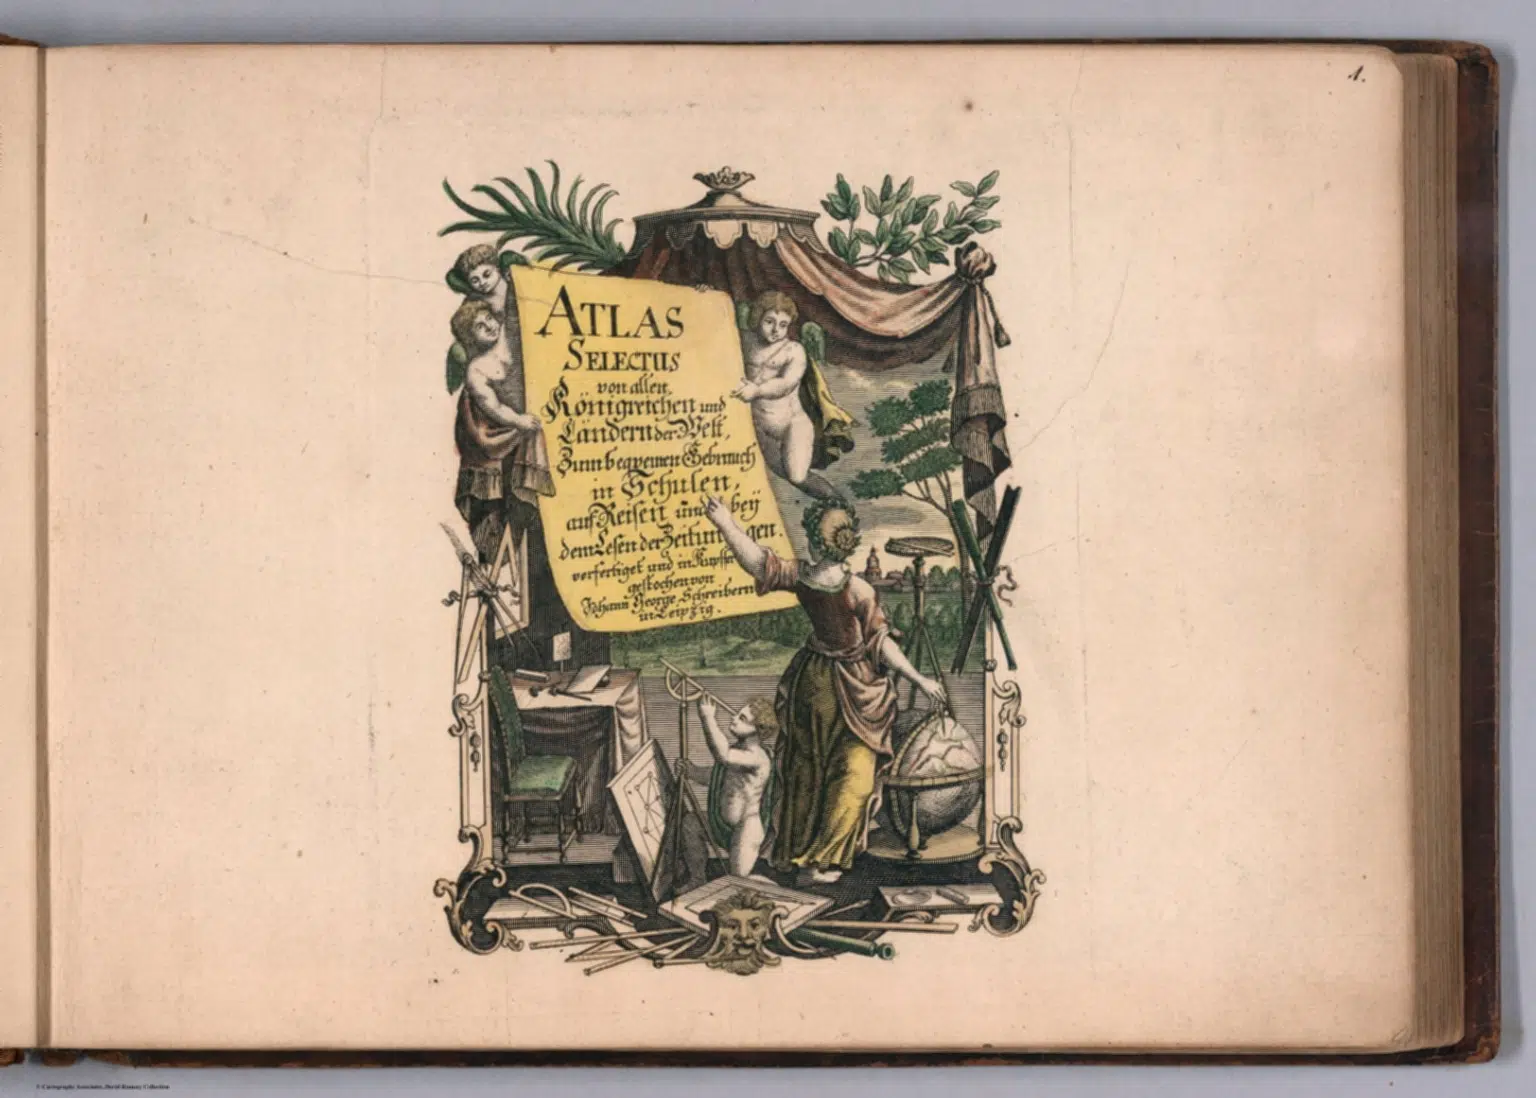 1.
ATLAS
SELECTUS
von allen
Königreichen und
Ländern der Welt,
Zum beqvemen Gebrauch
in Schulen,
auf Reisen und bey
dem Lesen der Zeitungen.
verfertiget und in Kupffer
gestochen von
Johann George Schreibern
in Leipzig.
© Cartography Associates, David Rumsey Collection